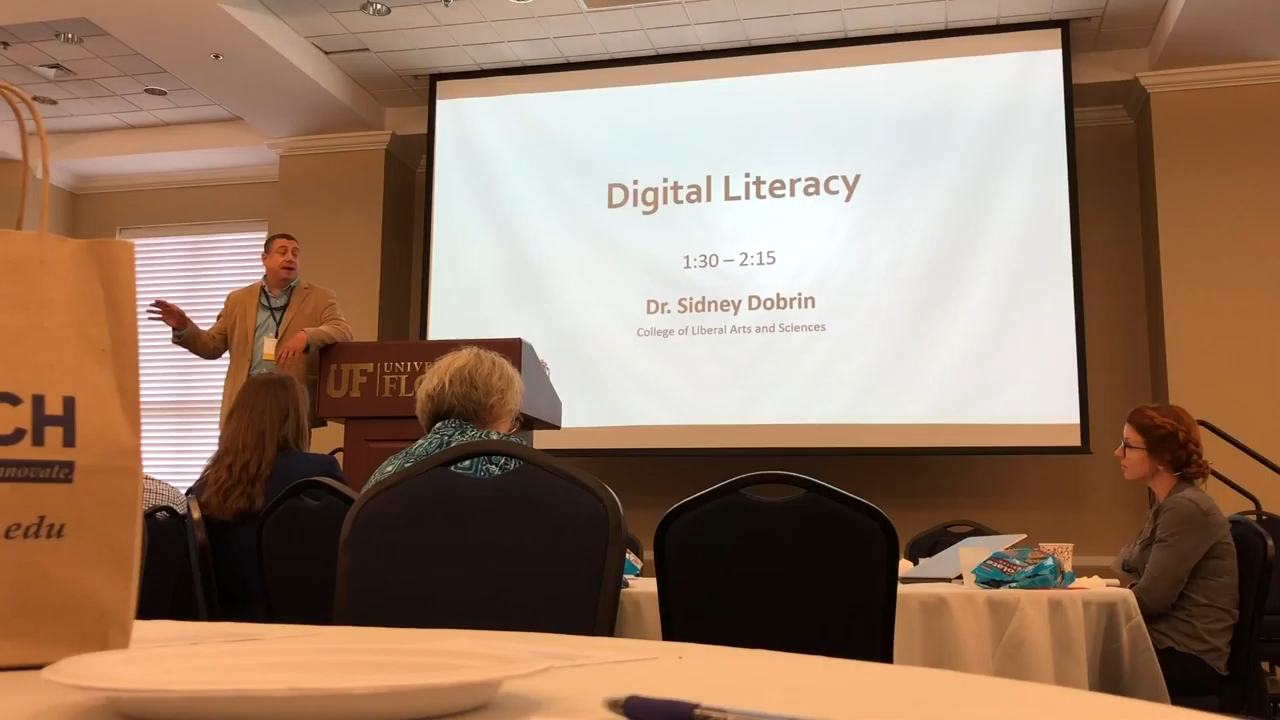 Digital Literacy
1:30 – 2:15
Dr. Sidney Dobrin
College of Liberal Arts and Sciences
UF
CH
.edu